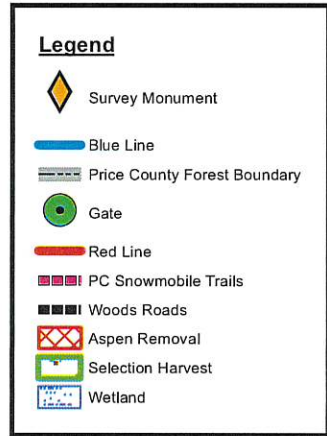 Legend
Survey Monument
Blue Line
Price County Forest Boundary
Gate
Red Line
PC Snowmobile Trails
Woods Roads
Aspen Removal
Selection Harvest
Wetland